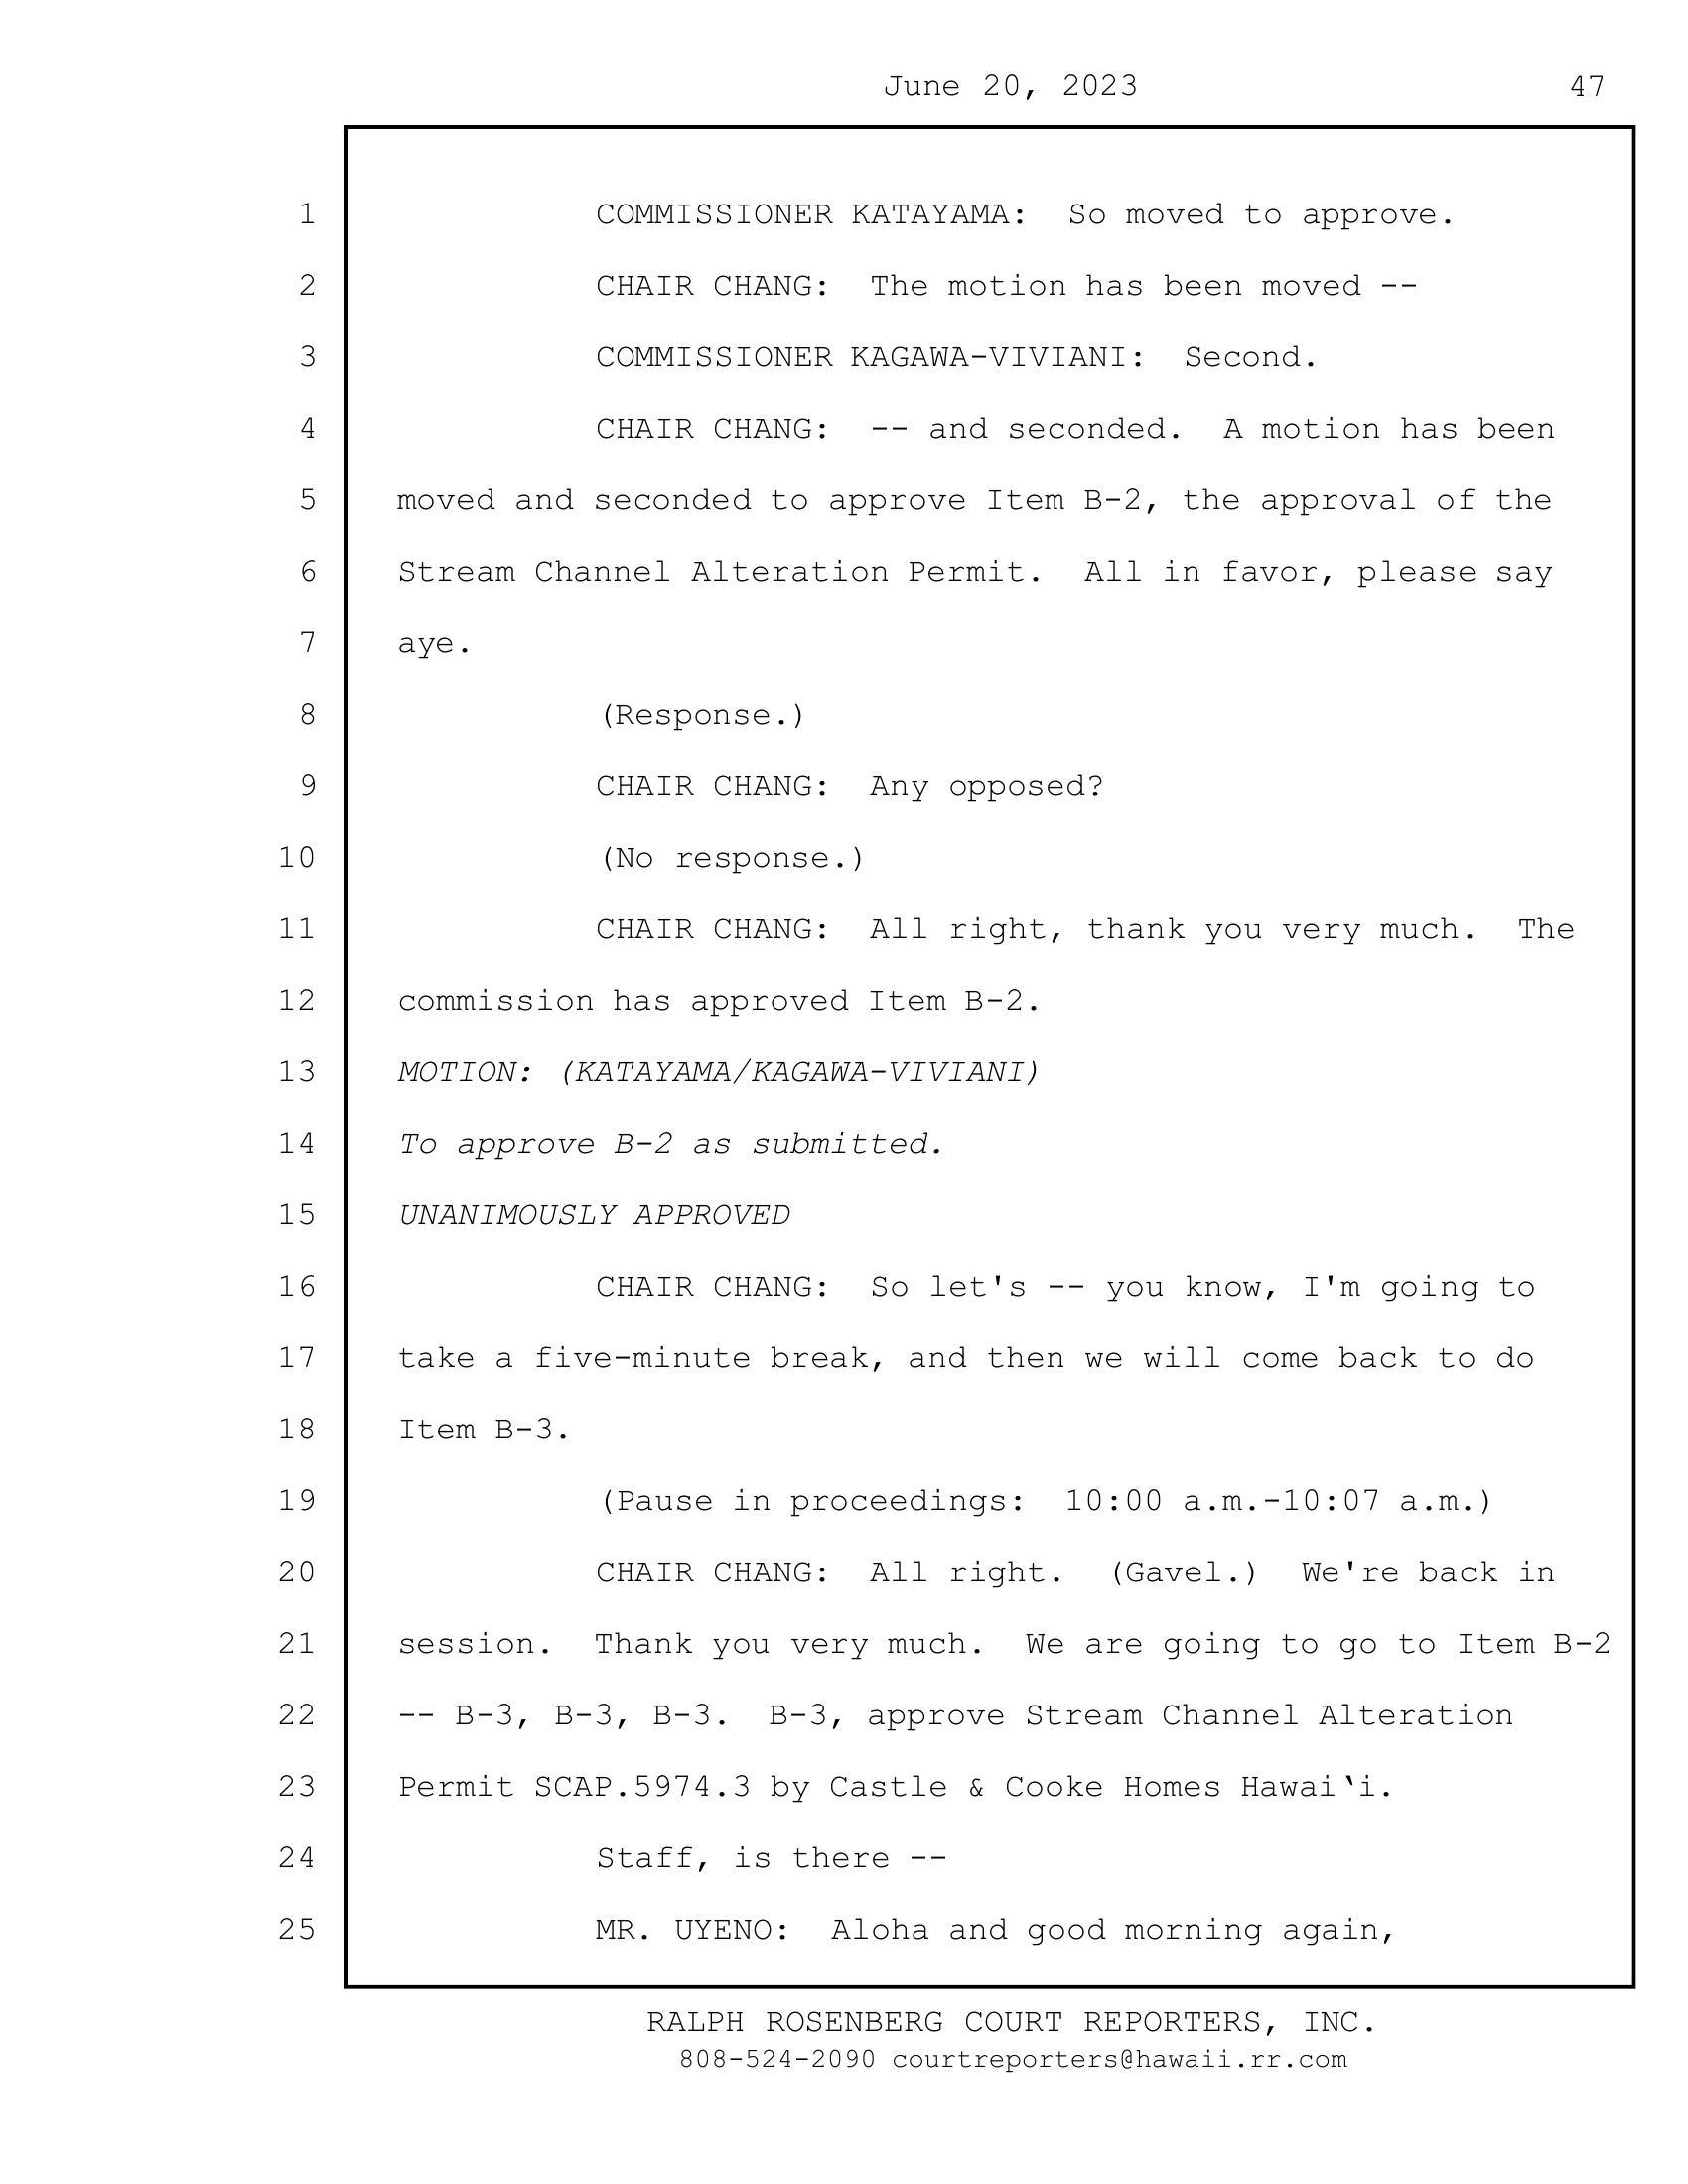 June 20, 2023 47
1 COMMISSIONER KATAYAMA: So moved to approve.
2 CHAIR CHANG: The motion has been moved --
3 COMMISSIONER KAGAWA-VIVIANI: Second.
4 CHAIR CHANG: -- and seconded. A motion has been
5 moved and seconded to approve Item B-2, the approval of the
6 Stream Channel Alteration Permit. All in favor, please say
7 aye.
8 (Response.)
9 CHAIR CHANG: Any opposed?
10 (No response.)
11 CHAIR CHANG: All right, thank you very much. The
12 commission has approved Item B-2.
13 MOTION: (KATAYAMA/KAGAWA-VIVIANI)
14 To approve B-2 as submitted.
15 UNANIMOUSLY APPROVED
16 CHAIR CHANG: So let's -- you know, I'm going to
17 take a five-minute break, and then we will come back to do
18 Item B-3.
19 (Pause in proceedings: 10:00 a.m.-10:07 a.m.)
20 CHAIR CHANG: All right. (Gavel.) We're back in
21 session. Thank you very much. We are going to go to Item B-2
22 -- B-3, B-3, B-3. B-3, approve Stream Channel Alteration
23 Permit SCAP.5974.3 by Castle & Cooke Homes Hawai‛i.
24 Staff, is there --
25 MR. UYENO: Aloha and good morning again,
RALPH ROSENBERG COURT REPORTERS, INC.
808-524-2090 courtreporters@hawaii.rr.com